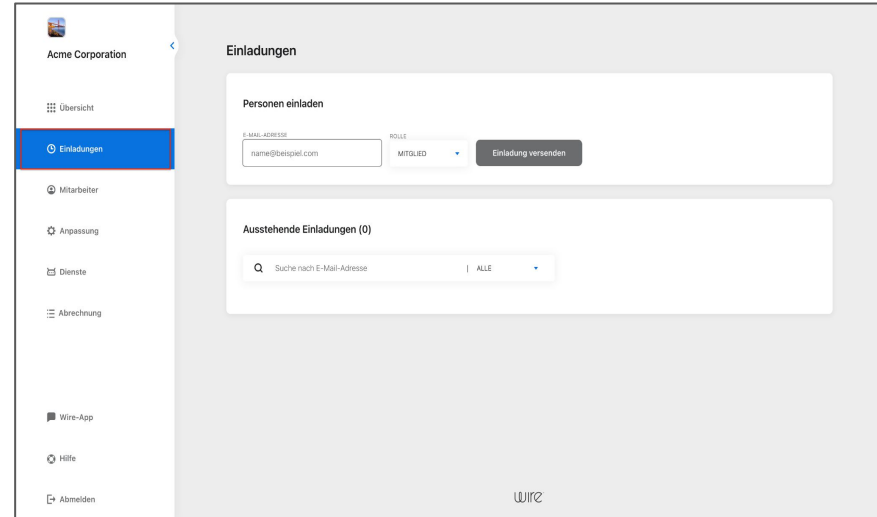 Acme Corporation
Übersicht
Einladungen
Mitarbeiter
Anpassung
Dienste
Abrechnung
Wire-App
Hilfe
Abmelden
Einladungen
Personen einladen
E-MAIL-ADRESSE ROLLE
name@beispiel.com MITGLIED Einladung versenden
Ausstehende Einladungen (0)
Suche nach E-Mail-Adresse | ALLE
wire